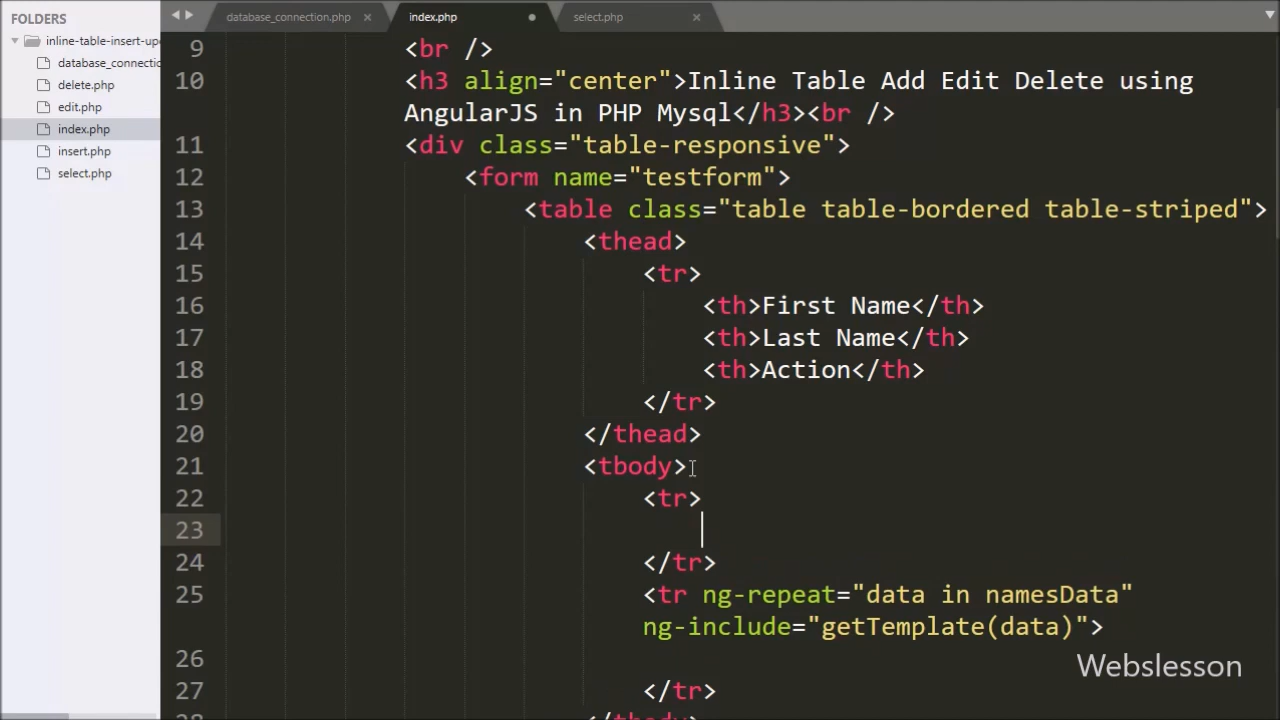 FOLDERS
inline-table-insert-up
database_connectio
delete.php
edit.php
index.php
insert.php
select.php
database_connection.php ×
index.php
select.php ×
9 <br />
10 <h3 align="center">Inline Table Add Edit Delete using
AngularJS in PHP Mysql</h3><br />
11 <div class="table-responsive">
12 <form name="testform">
13 <table class="table table-bordered table-striped">
14 <thead>
15 <tr>
16 <th>First Name</th>
17 <th>Last Name</th>
18 <th>Action</th>
19 </tr>
20 </thead>
21 <tbody>
22 <tr>
23
24 </tr>
25 <tr ng-repeat="data in namesData"
ng-include="getTemplate(data)">
26
27 </tr>
28 </tbody>
Webslesson